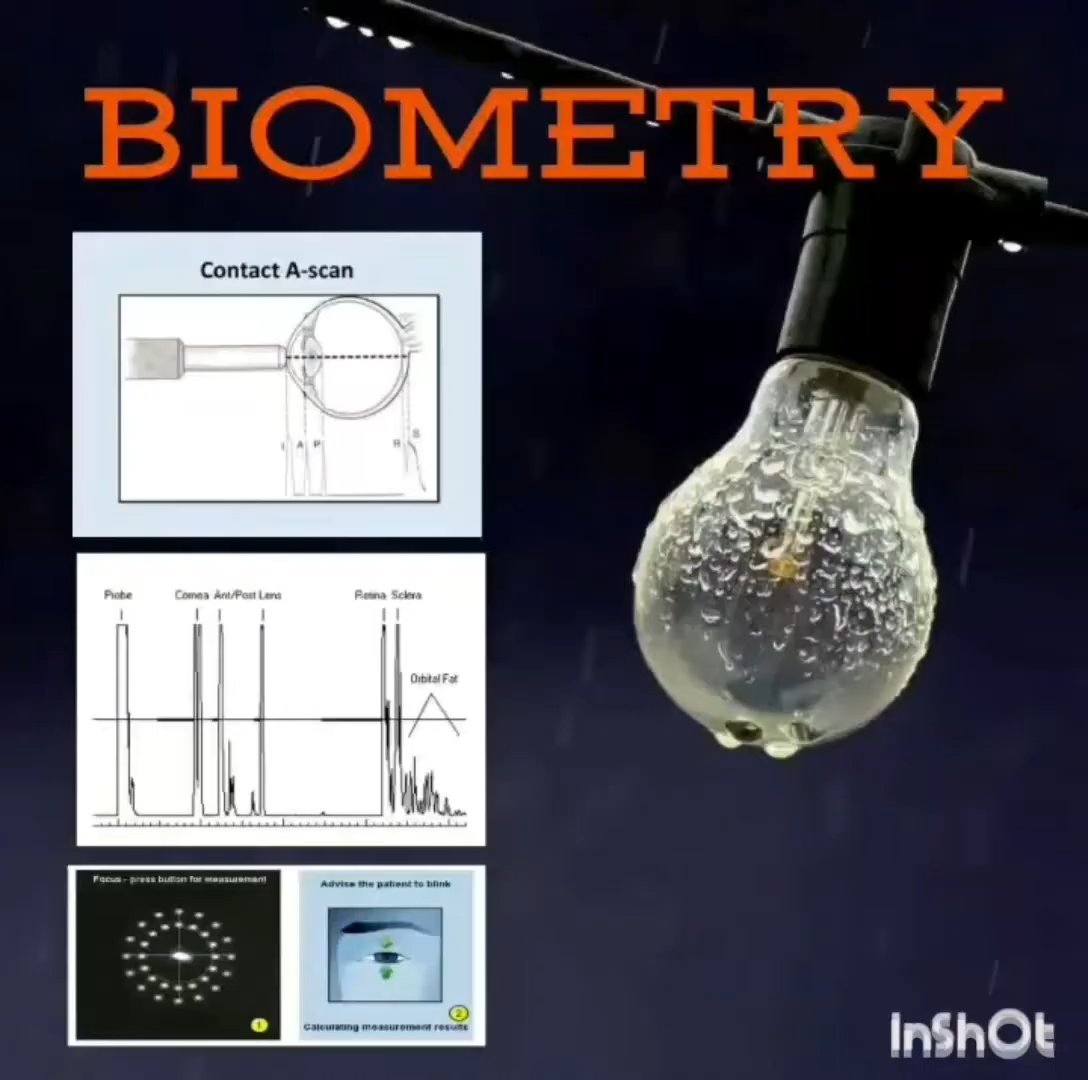 BIOMETRY
Contact A-scan
I A P R S
Probe Cornea Ant/Post Lens Retina Sclera
Orbital Fat
Focus - press button for measurement
1
Advise the patient to blink
2
Calculating measurement results
InShOt